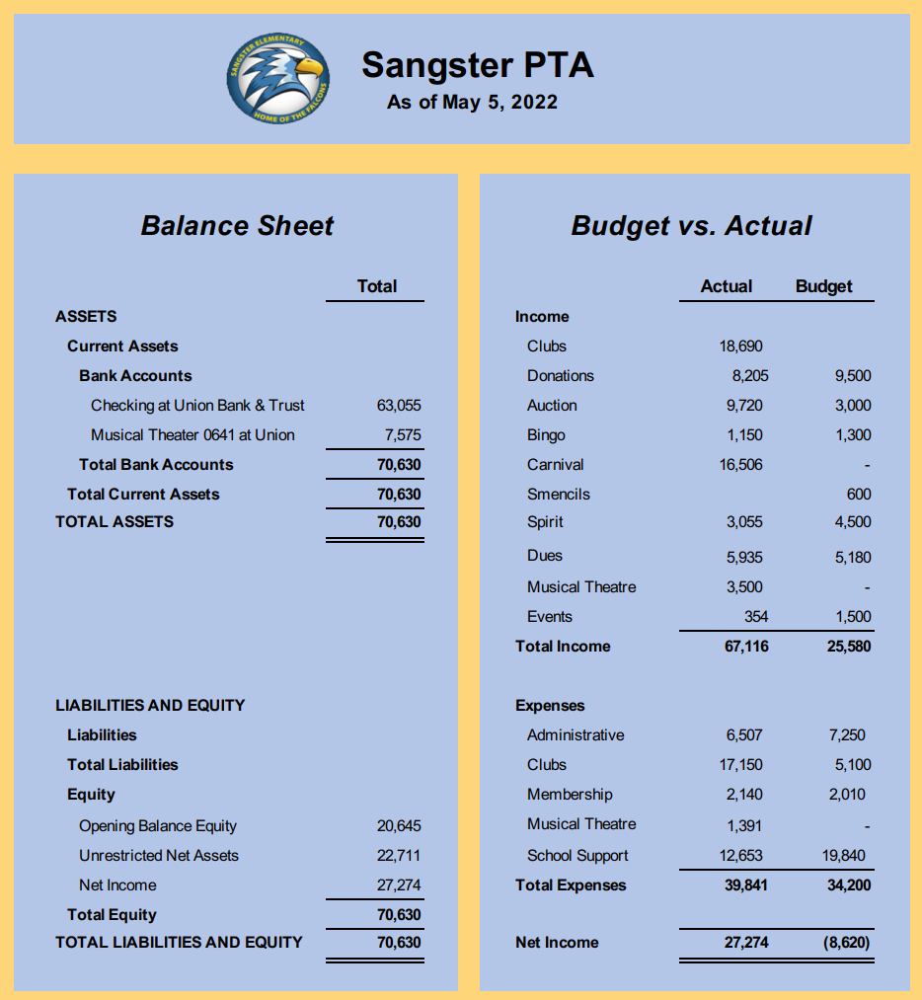 SANGSTER ELEMENTARY
HOME OF THE FALCONS
Sangster PTA
As of May 5, 2022
Balance Sheet
Total
ASSETS
Current Assets
Bank Accounts
Checking at Union Bank & Trust 63,055
Musical Theater 0641 at Union 7,575
Total Bank Accounts 70,630
Total Current Assets 70,630
TOTAL ASSETS 70,630
LIABILITIES AND EQUITY
Liabilities
Total Liabilities
Equity
Opening Balance Equity 20,645
Unrestricted Net Assets 22,711
Net Income 27,274
Total Equity 70,630
TOTAL LIABILITIES AND EQUITY 70,630
Budget vs. Actual
Actual Budget
Income
Clubs 18,690
Donations 8,205 9,500
Auction 9,720 3,000
Bingo 1,150 1,300
Carnival 16,506 -
Smencils 600
Spirit 3,055 4,500
Dues 5,935 5,180
Musical Theatre 3,500 -
Events 354 1,500
Total Income 67,116 25,580
Expenses
Administrative 6,507 7,250
Clubs 17,150 5,100
Membership 2,140 2,010
Musical Theatre 1,391 -
School Support 12,653 19,840
Total Expenses 39,841 34,200
Net Income 27,274 (8,620)